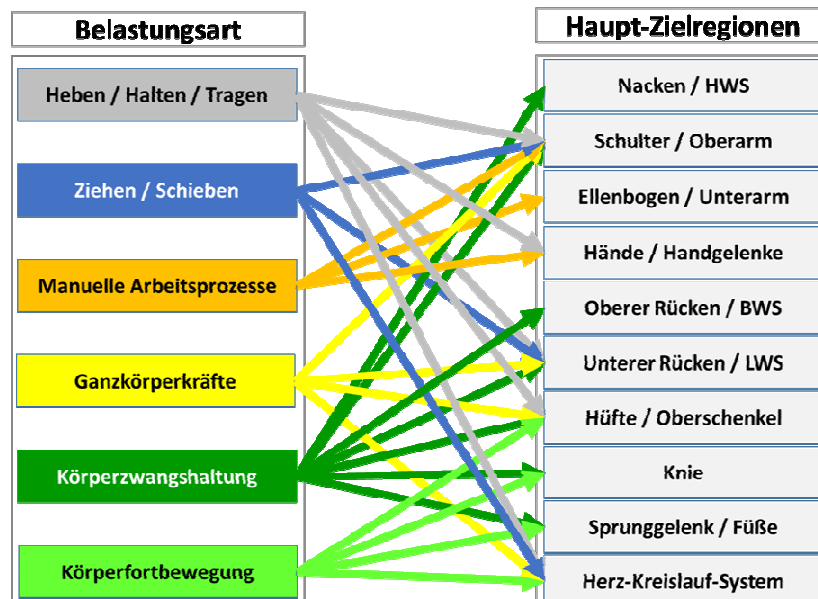 Belastungsart
Heben / Halten / Tragen
Ziehen / Schieben
Manuelle Arbeitsprozesse
Ganzkörperkräfte
Körperzwangshaltung
Körperfortbewegung
Haupt-Zielregionen
Nacken / HWS
Schulter / Oberarm
Ellenbogen / Unterarm
Hände / Handgelenke
Oberer Rücken / BWS
Unterer Rücken / LWS
Hüfte / Oberschenkel
Knie
Sprunggelenk / Füße
Herz-Kreislauf-System